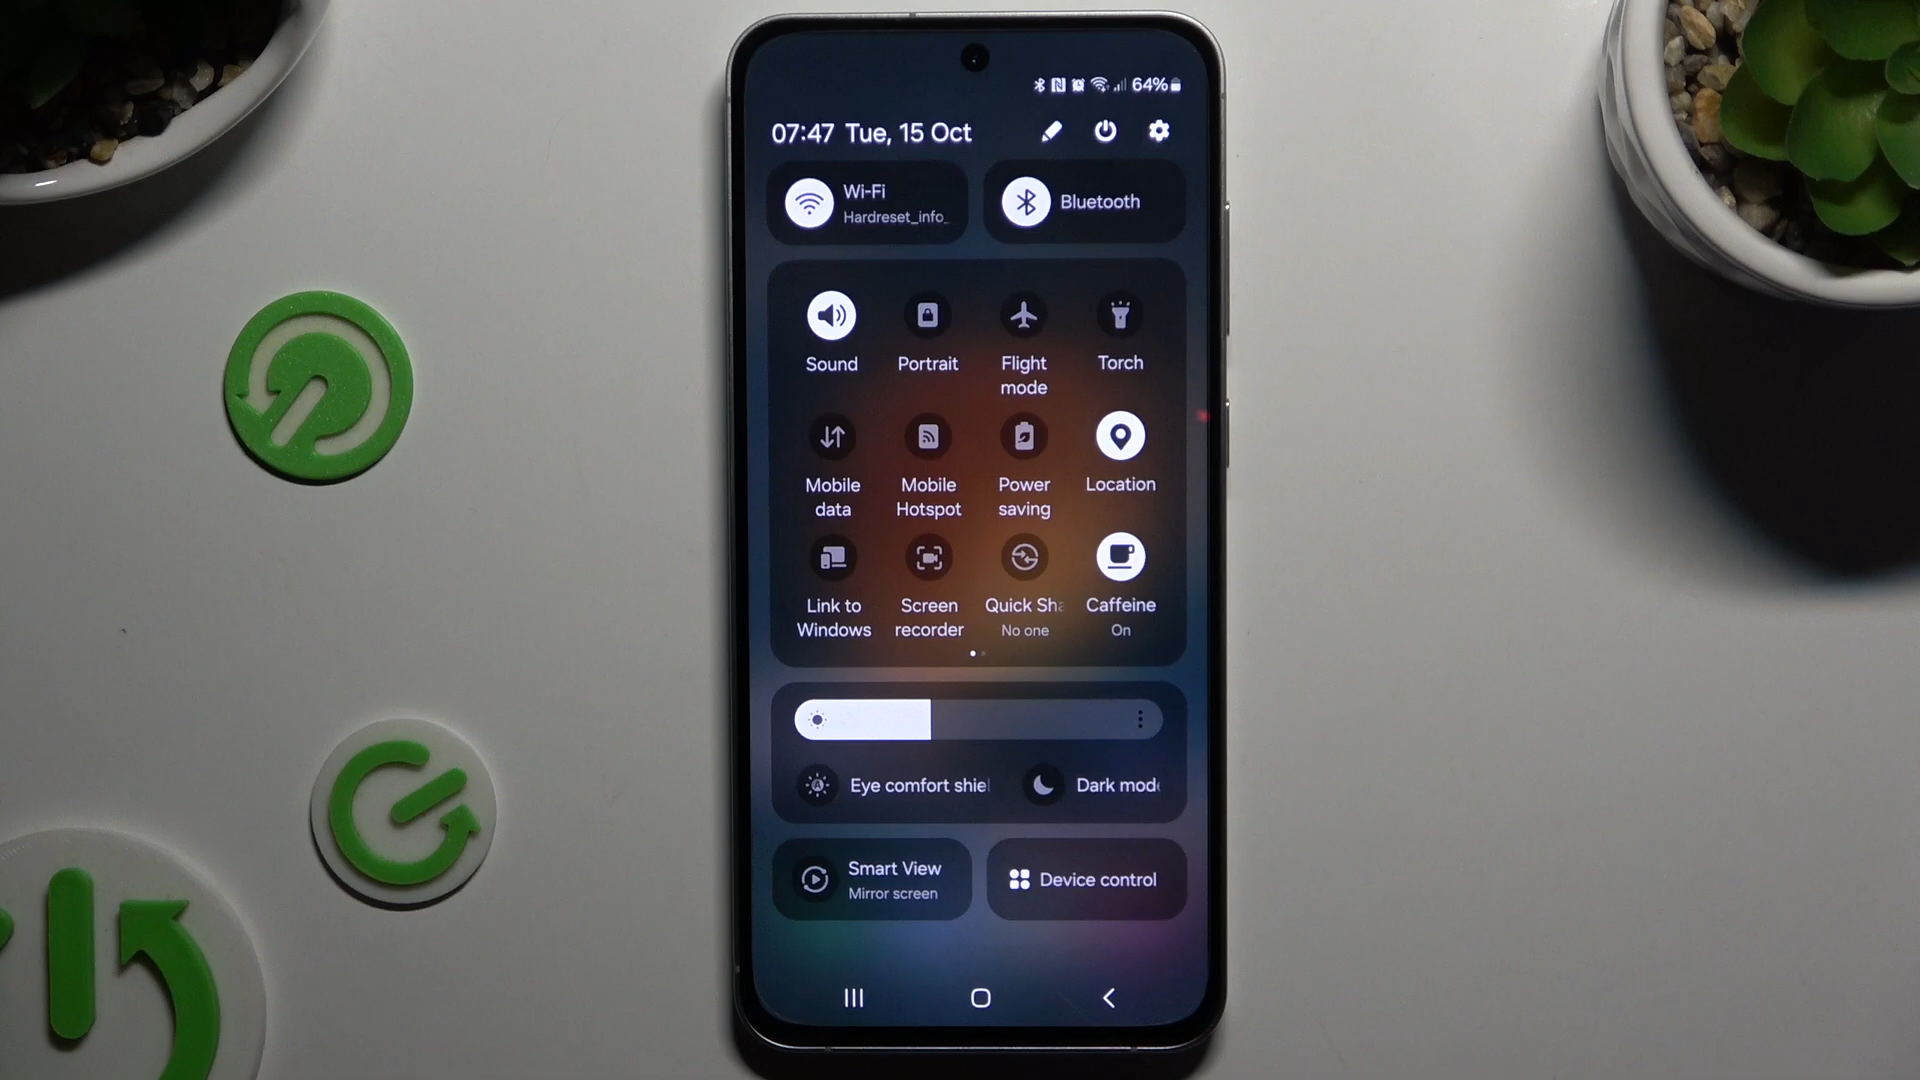 64%
07:47 Tue, 15 Oct
Wi-Fi
Hardreset_info_
Bluetooth
Sound
Portrait
Flight
mode
Torch
Mobile
data
Mobile
Hotspot
Power
saving
Location
Link to
Windows
Screen
recorder
Quick Sha
No one
Caffeine
On
Eye comfort shiel
Dark mod
Smart View
Mirror screen
Device control